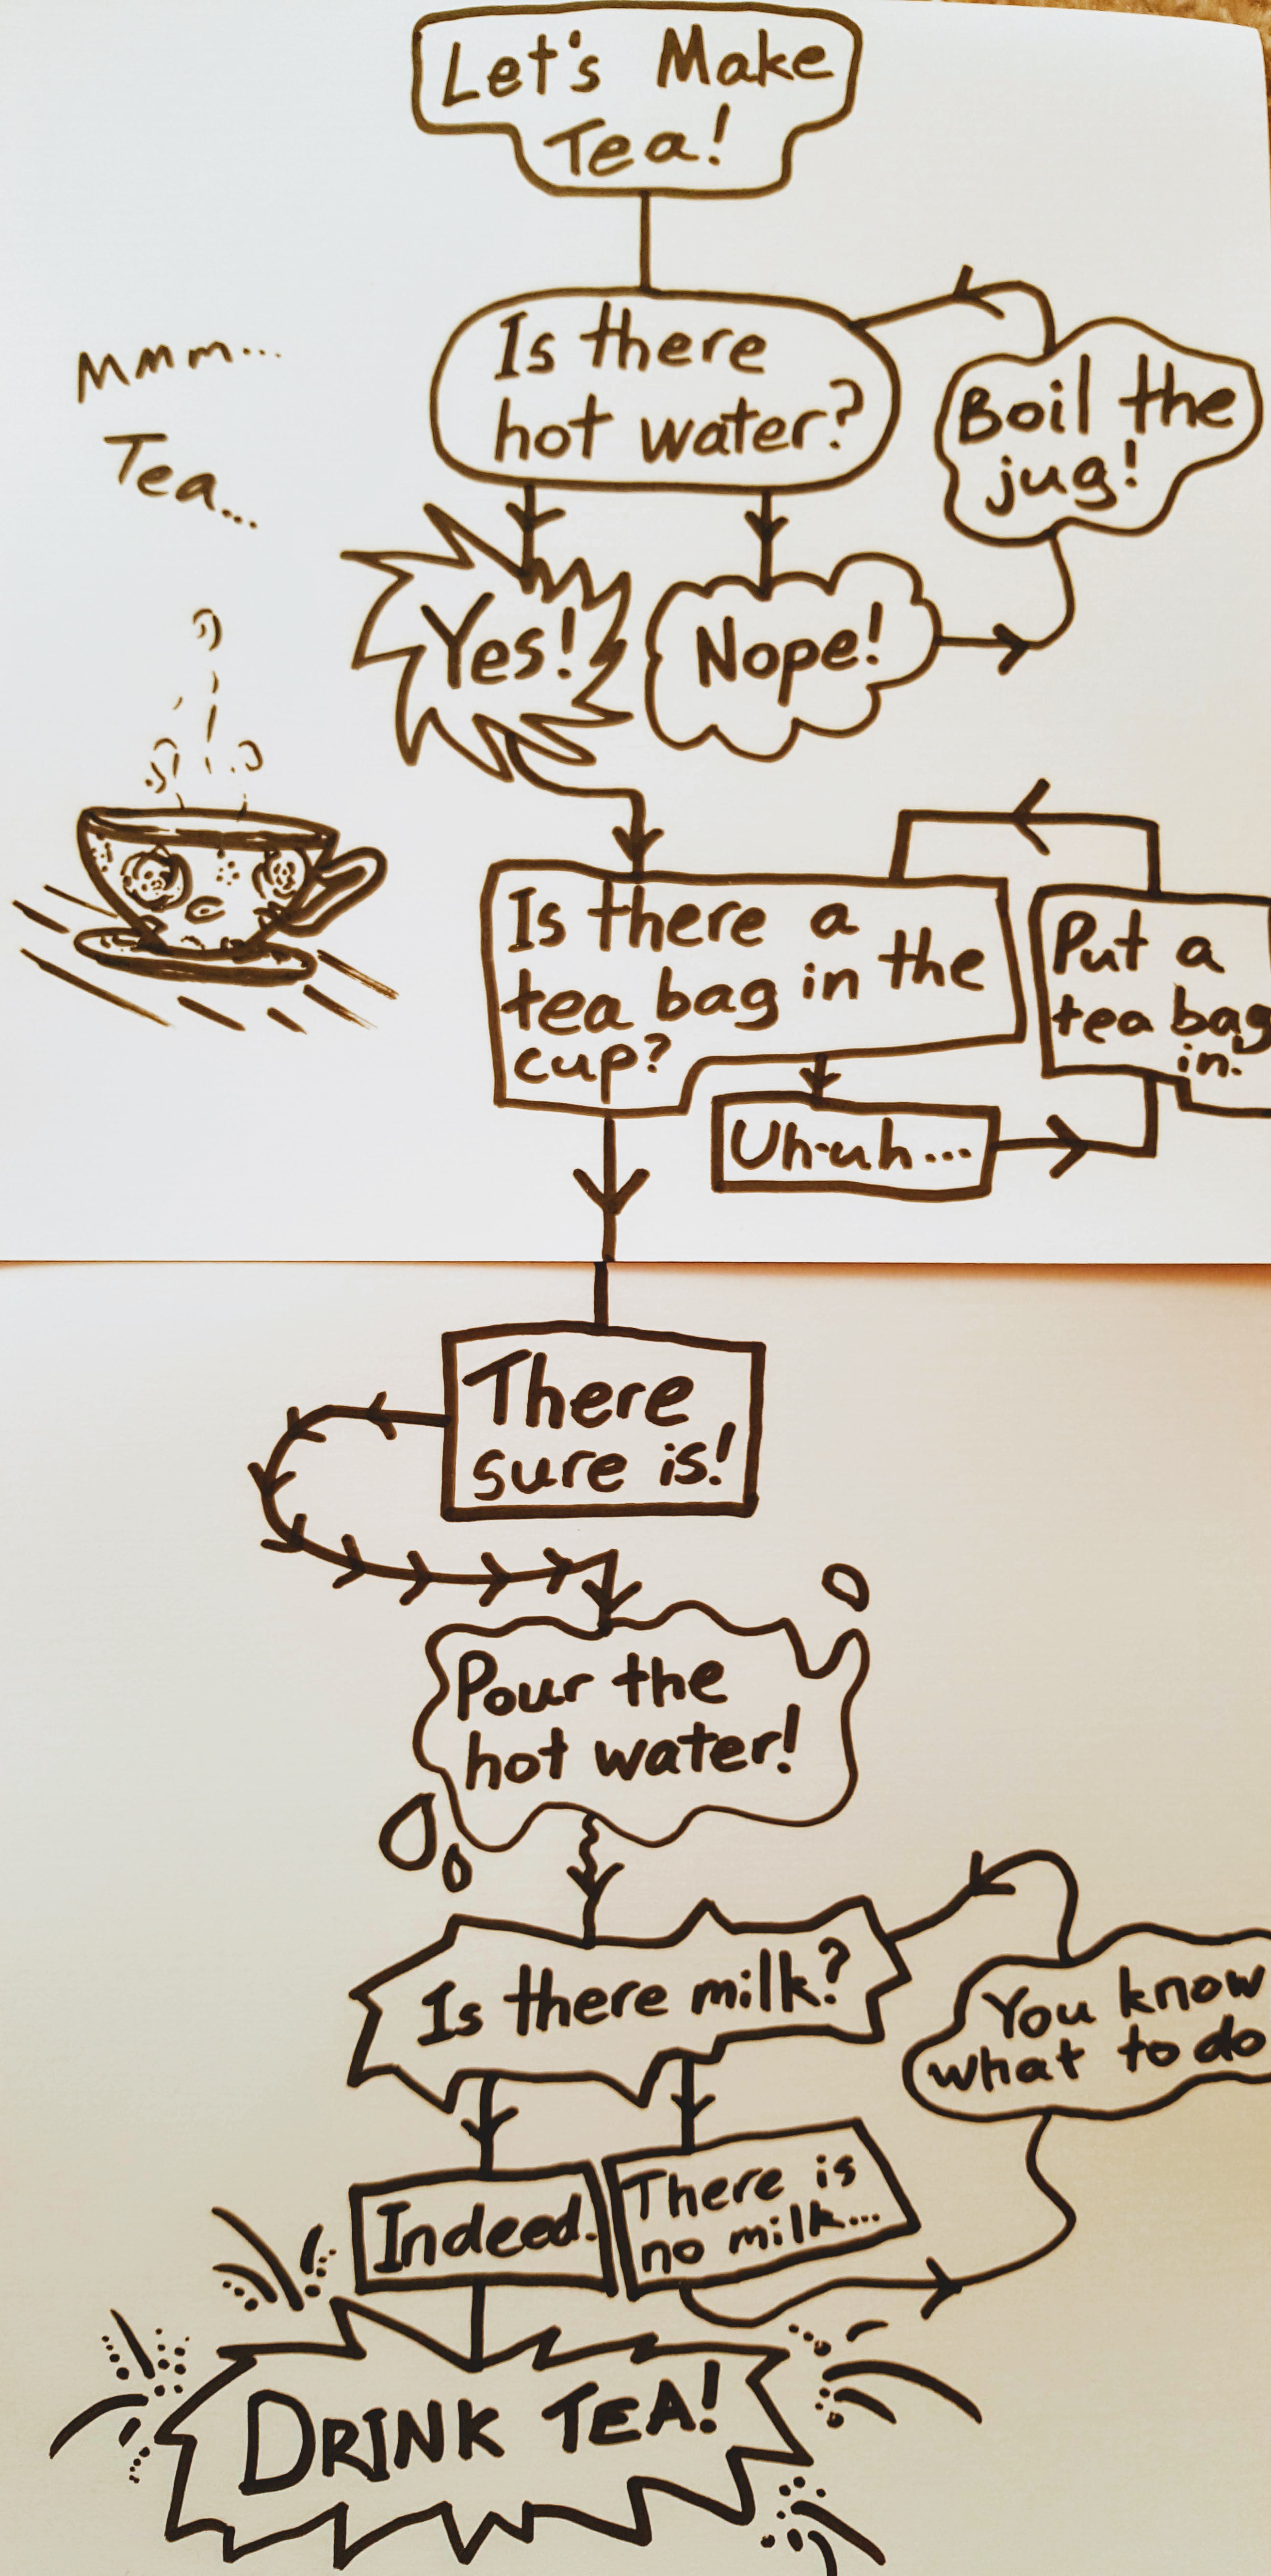 Let's Make
Tea!
Is there
hot water?
Boil the
jug!
Mmm...
Tea...
Yes!
Nope!
Is there a
tea bag in the
cup?
Put a
tea bag
in.
Uh-uh...
There
sure is!
Pour the
hot water!
Is there milk?
You know
what to do
Indeed.
There is
no milk...
DRINK TEA!